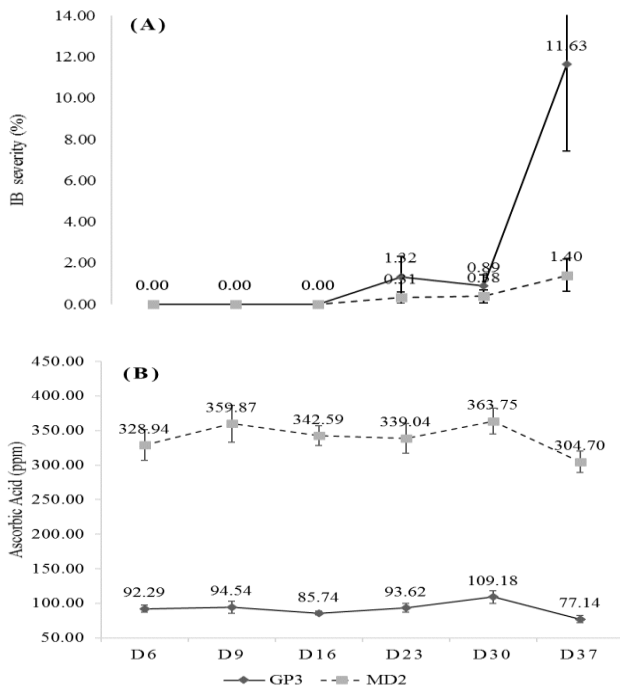 (A)
IB severity (%)
14.00
12.00
10.00
8.00
6.00
4.00
2.00
0.00
0.00 0.00 0.00 1.32 0.89 11.63
0.31 0.38 1.40
(B)
Ascorbic Acid (ppm)
450.00
400.00
350.00
300.00
250.00
200.00
150.00
100.00
50.00
328.94 359.87 342.59 339.04 363.75 304.70
92.29 94.54 85.74 93.62 109.18 77.14
D6 D9 D16 D23 D30 D37
GP3 MD2